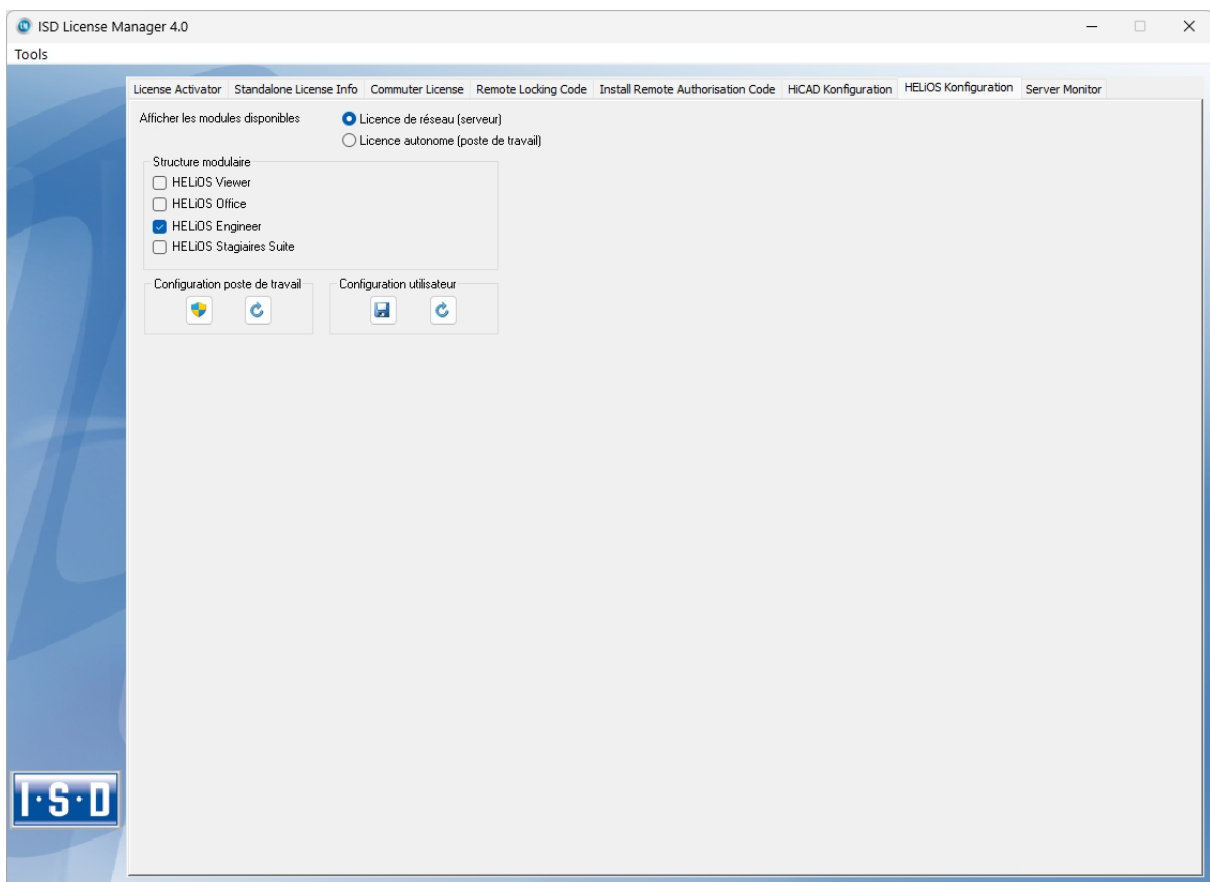 ISD License Manager 4.0
Tools
License Activator Standalone License Info Commuter License Remote Locking Code Install Remote Authorisation Code HiCAD Konfiguration HELiOS Konfiguration Server Monitor
Afficher les modules disponibles Licence de réseau (serveur)
Licence autonome (poste de travail)
Structure modulaire
HELiOS Viewer
HELiOS Office
HELiOS Engineer
HELiOS Stagiaires Suite
Configuration poste de travail Configuration utilisateur
I·S·D